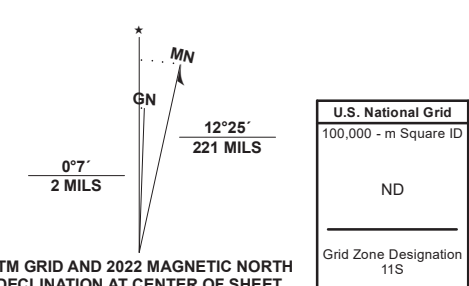 ★
MN
GN
12°25´
221 MILS
0°7´
2 MILS
TM GRID AND 2022 MAGNETIC NORTH
DECLINATION AT CENTER OF SHEET
U.S. National Grid
100,000 - m Square ID
ND
Grid Zone Designation
11S